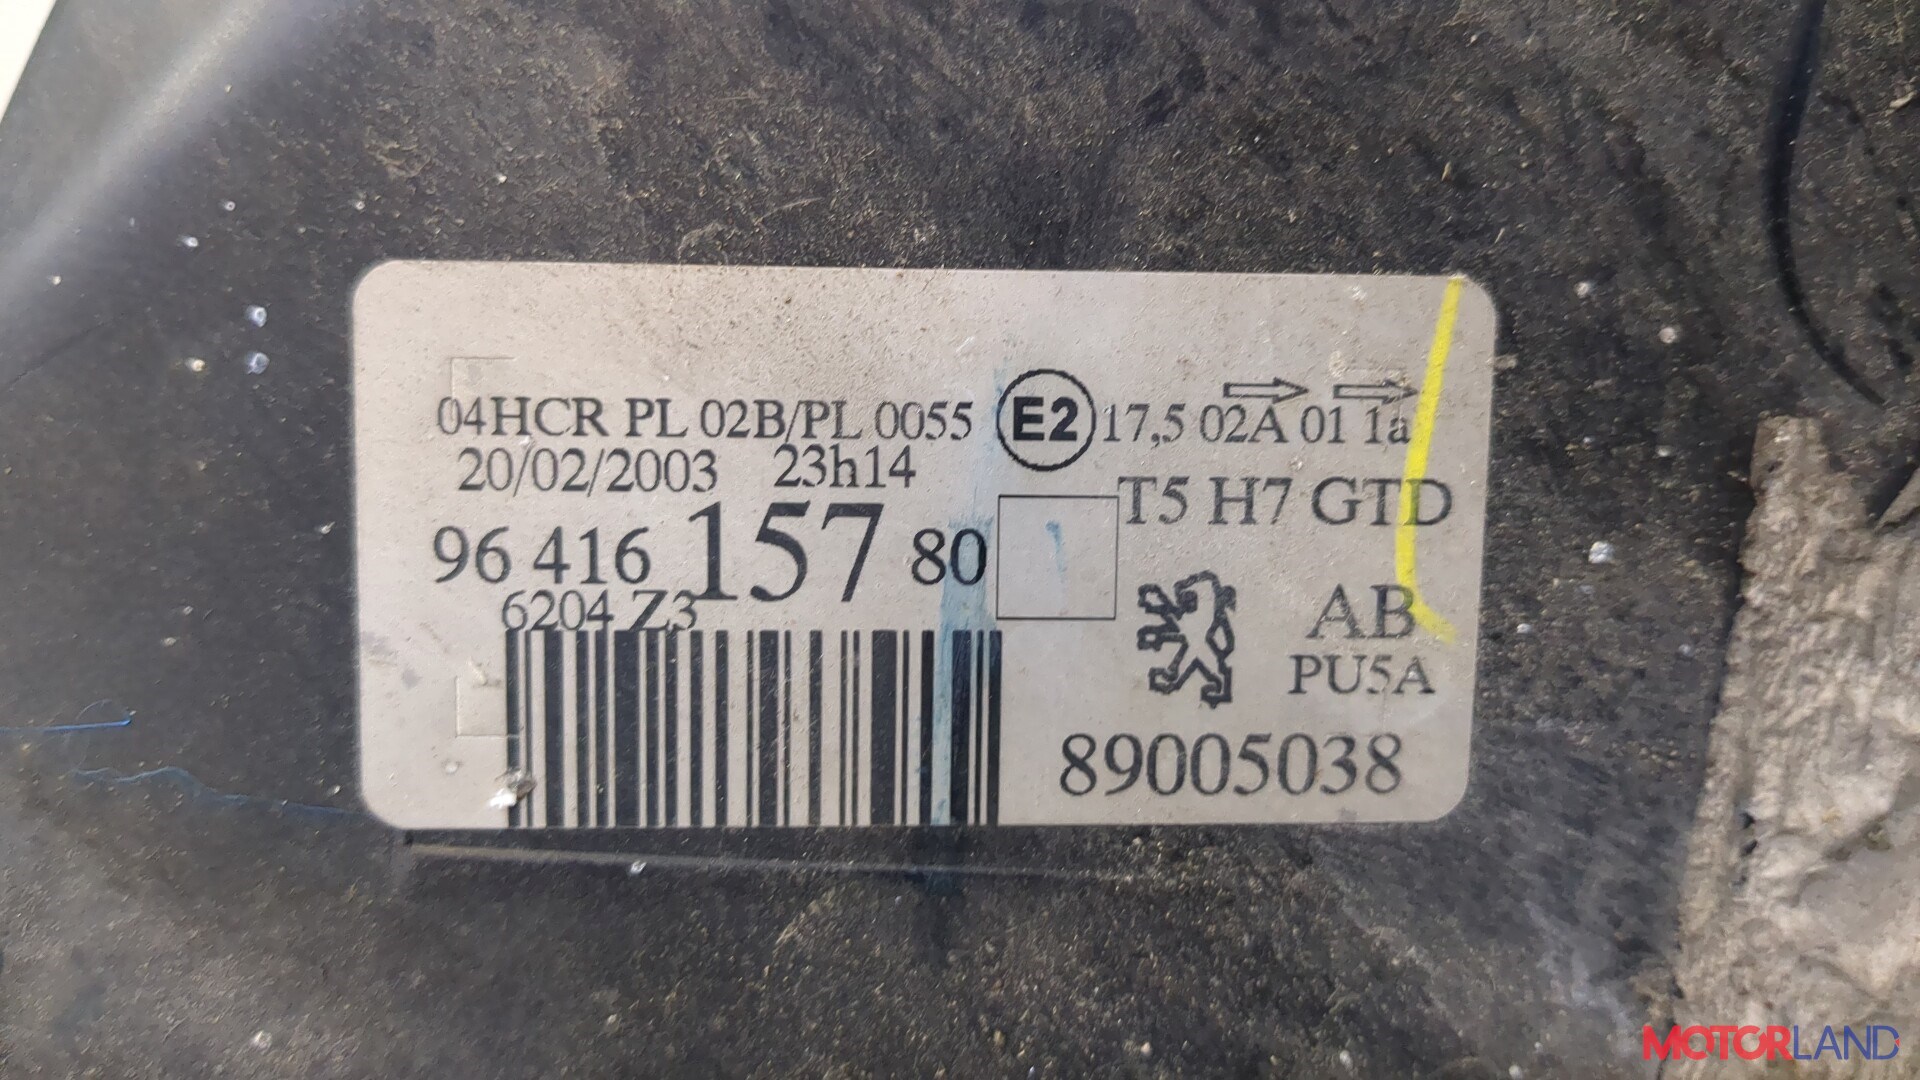 04HCR PL 02B/PL 0055 E2 17,5 02A 01 1a
20/02/2003 23h14
T5 H7 GTD
96 416 157 80
6204 Z3
AB
PU5A
89005038
MOTORLAND